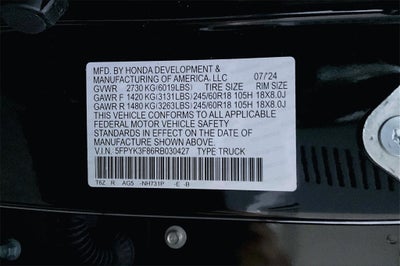 MFD. BY HONDA DEVELOPMENT &
MANUFACTURING OF AMERICA, LLC 07/24
GVWR 2730 KG(6019LBS) TIRE SIZE RIM SIZE
GAWR F 1420 KG(3131LBS) 245/60R18 105H 18X8.0J
GAWR R 1480 KG(3263LBS) 245/60R18 105H 18X8.0J
THIS VEHICLE CONFORMS TO ALL APPLICABLE
FEDERAL MOTOR VEHICLE SAFETY
STANDARDS IN EFFECT ON THE DATE OF
MANUFACTURE SHOWN ABOVE.
V.I.N. 5FPYK3F86RB030427 TYPE TRUCK
T6Z R AG5 -NH731P -E -B